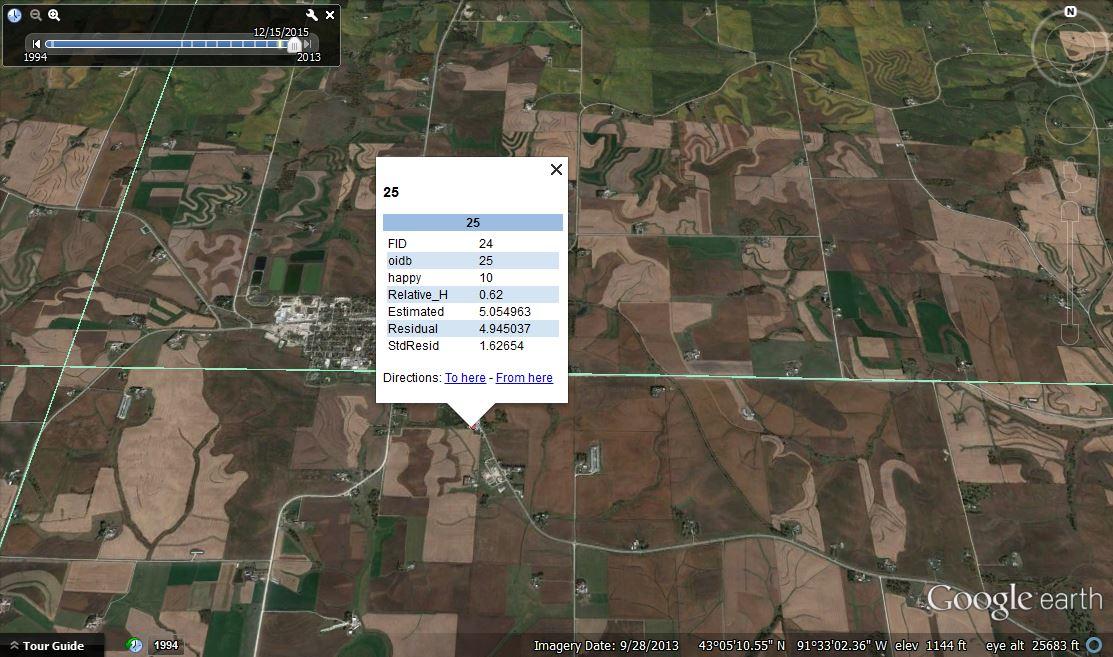 12/15/2015
1994
2013
N
25
25
FID 24
oidb 25
happy 10
Relative_H 0.62
Estimated 5.054963
Residual 4.945037
StdResid 1.62654
Directions: To here - From here
Google earth
Tour Guide
1994
Imagery Date: 9/28/2013 43°05'10.55" N 91°33'02.36" W elev 1144 ft eye alt 25683 ft